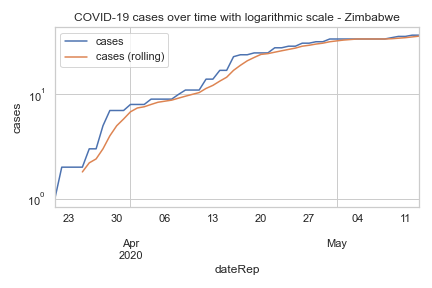 COVID-19 cases over time with logarithmic scale - Zimbabwe
cases
cases (rolling)
10¹
10⁰
cases
23 30 06 13 20 27 04 11
Apr May
2020
dateRep